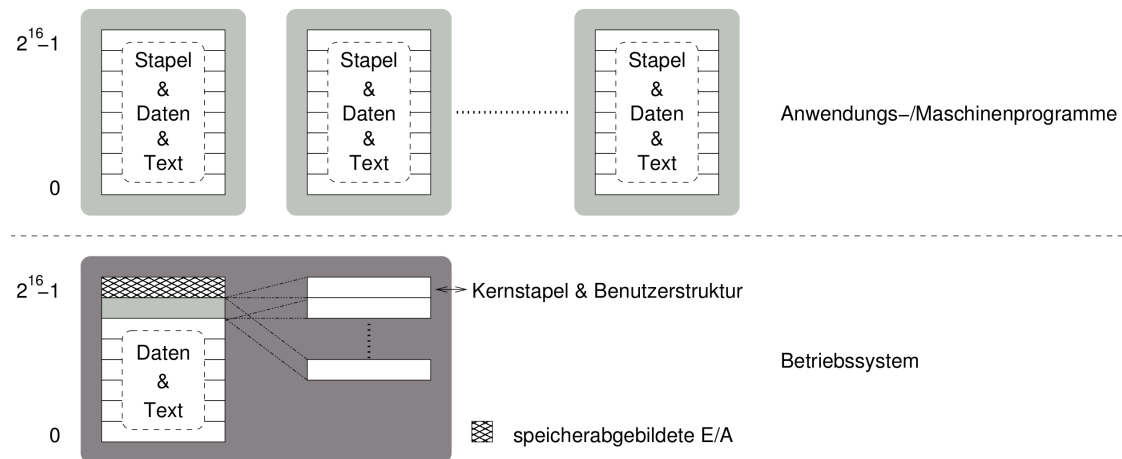 2^16–1
Stapel
&
Daten
&
Text
Stapel
&
Daten
&
Text
Stapel
&
Daten
&
Text
0
Anwendungs–/Maschinenprogramme
2^16–1
Kernstapel & Benutzerstruktur
Daten
&
Text
0
Betriebssystem
speicherabgebildete E/A